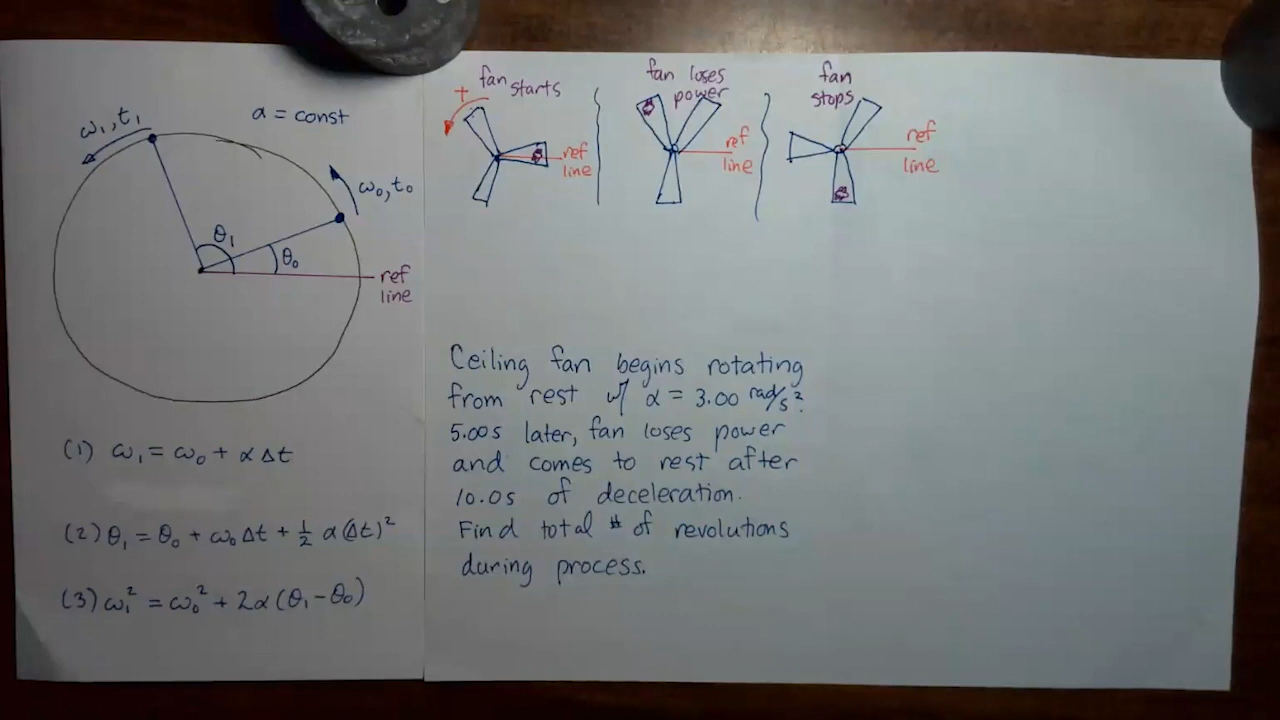 ω₁, t₁
α = const
ω₀, t₀
θ₁
θ₀
ref
line
(1) ω₁ = ω₀ + α Δt
(2) θ₁ = θ₀ + ω₀ Δt + ½ α (Δt)²
(3) ω₁² = ω₀² + 2α (θ₁ - θ₀)
fan
starts
+
ref
line
fan loses
power
ref
line
fan
stops
ref
line
Ceiling fan begins rotating
from rest w/ α = 3.00 rad/s².
5.00s later, fan loses power
and comes to rest after
10.0s of deceleration.
Find total # of revolutions
during process.